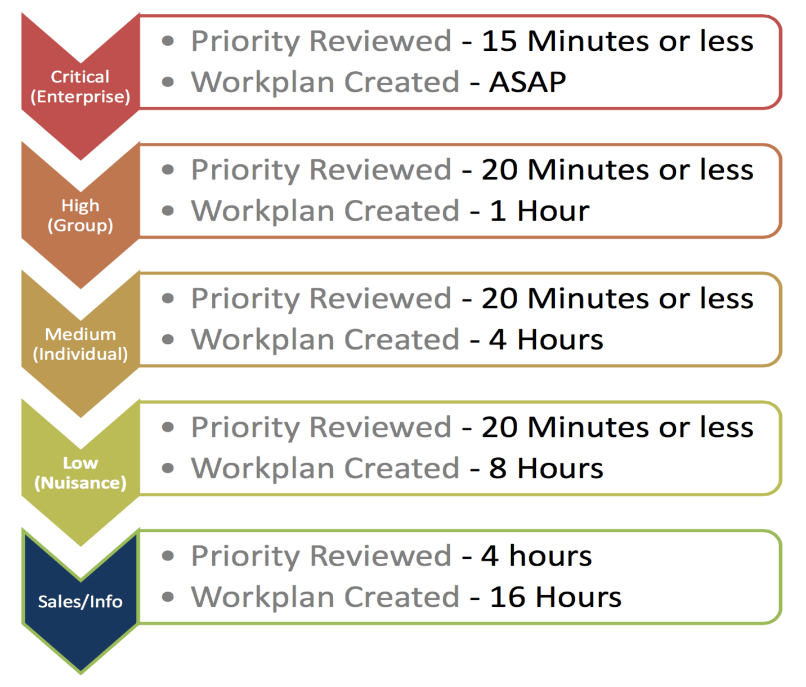 Critical
(Enterprise)
• Priority Reviewed - 15 Minutes or less
• Workplan Created - ASAP
High
(Group)
• Priority Reviewed - 20 Minutes or less
• Workplan Created - 1 Hour
Medium
(Individual)
• Priority Reviewed - 20 Minutes or less
• Workplan Created - 4 Hours
Low
(Nuisance)
• Priority Reviewed - 20 Minutes or less
• Workplan Created - 8 Hours
Sales/Info
• Priority Reviewed - 4 hours
• Workplan Created - 16 Hours